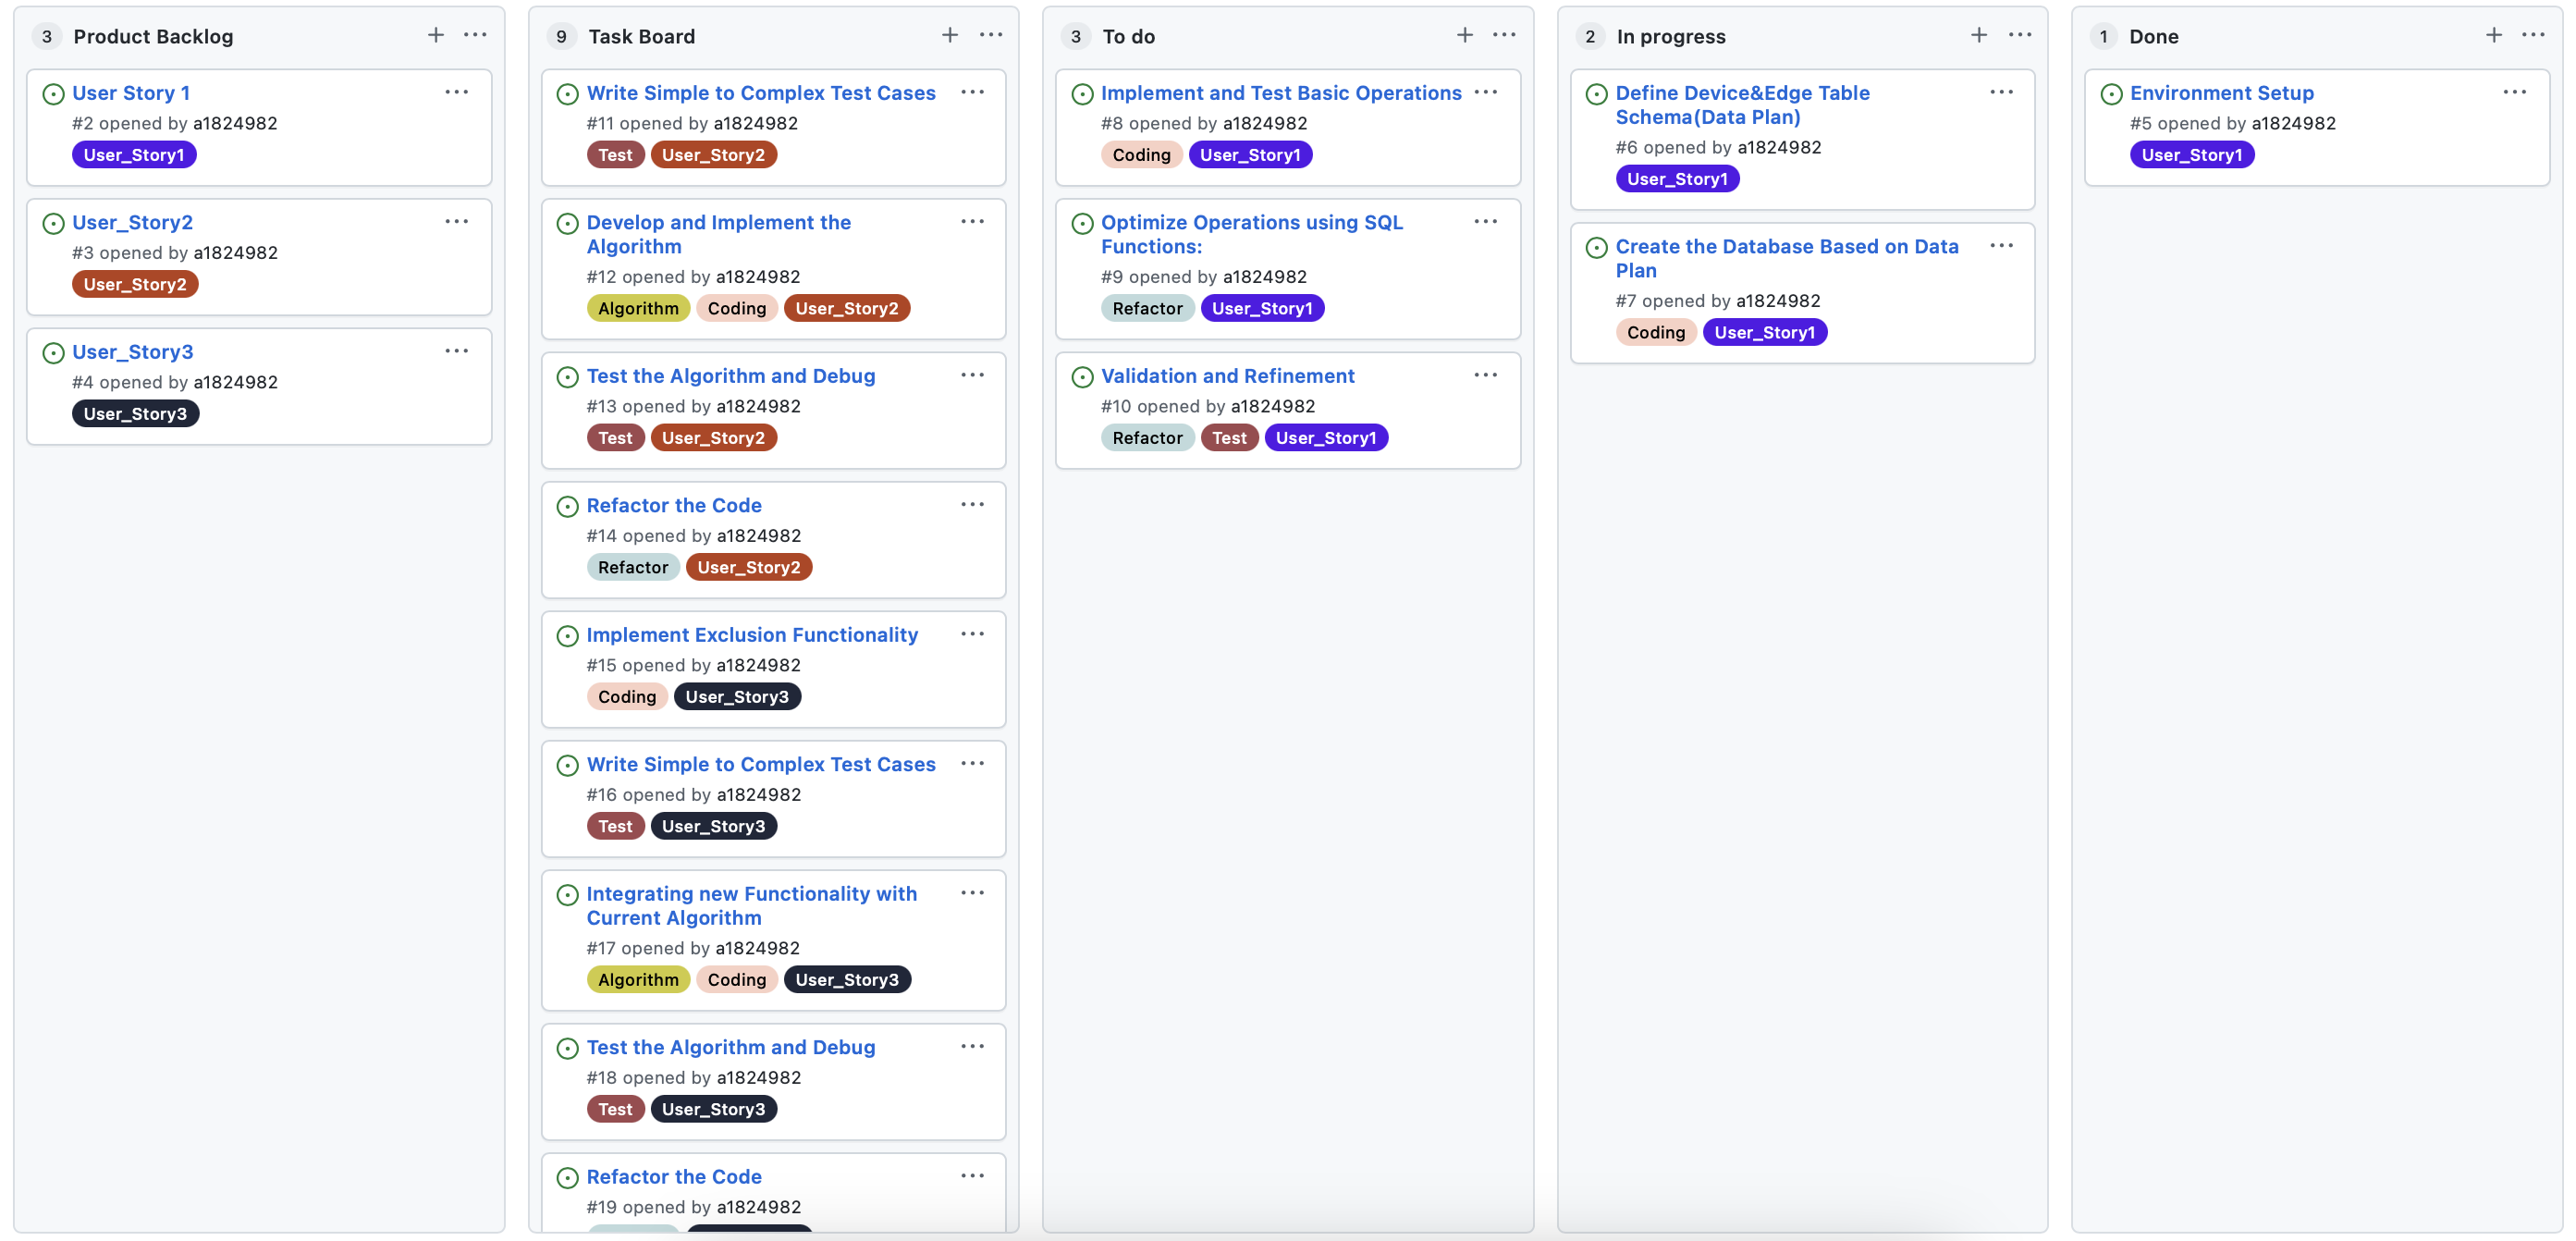 3 Product Backlog
User Story 1
#2 opened by a1824982
User_Story1
User_Story2
#3 opened by a1824982
User_Story2
User_Story3
#4 opened by a1824982
User_Story3
9 Task Board
Write Simple to Complex Test Cases
#11 opened by a1824982
Test User_Story2
Develop and Implement the
Algorithm
#12 opened by a1824982
Algorithm Coding User_Story2
Test the Algorithm and Debug
#13 opened by a1824982
Test User_Story2
Refactor the Code
#14 opened by a1824982
Refactor User_Story2
Implement Exclusion Functionality
#15 opened by a1824982
Coding User_Story3
Write Simple to Complex Test Cases
#16 opened by a1824982
Test User_Story3
Integrating new Functionality with
Current Algorithm
#17 opened by a1824982
Algorithm Coding User_Story3
Test the Algorithm and Debug
#18 opened by a1824982
Test User_Story3
Refactor the Code
#19 opened by a1824982
3 To do
Implement and Test Basic Operations
#8 opened by a1824982
Coding User_Story1
Optimize Operations using SQL
Functions:
#9 opened by a1824982
Refactor User_Story1
Validation and Refinement
#10 opened by a1824982
Refactor Test User_Story1
2 In progress
Define Device&Edge Table
Schema(Data Plan)
#6 opened by a1824982
User_Story1
Create the Database Based on Data
Plan
#7 opened by a1824982
Coding User_Story1
1 Done
Environment Setup
#5 opened by a1824982
User_Story1